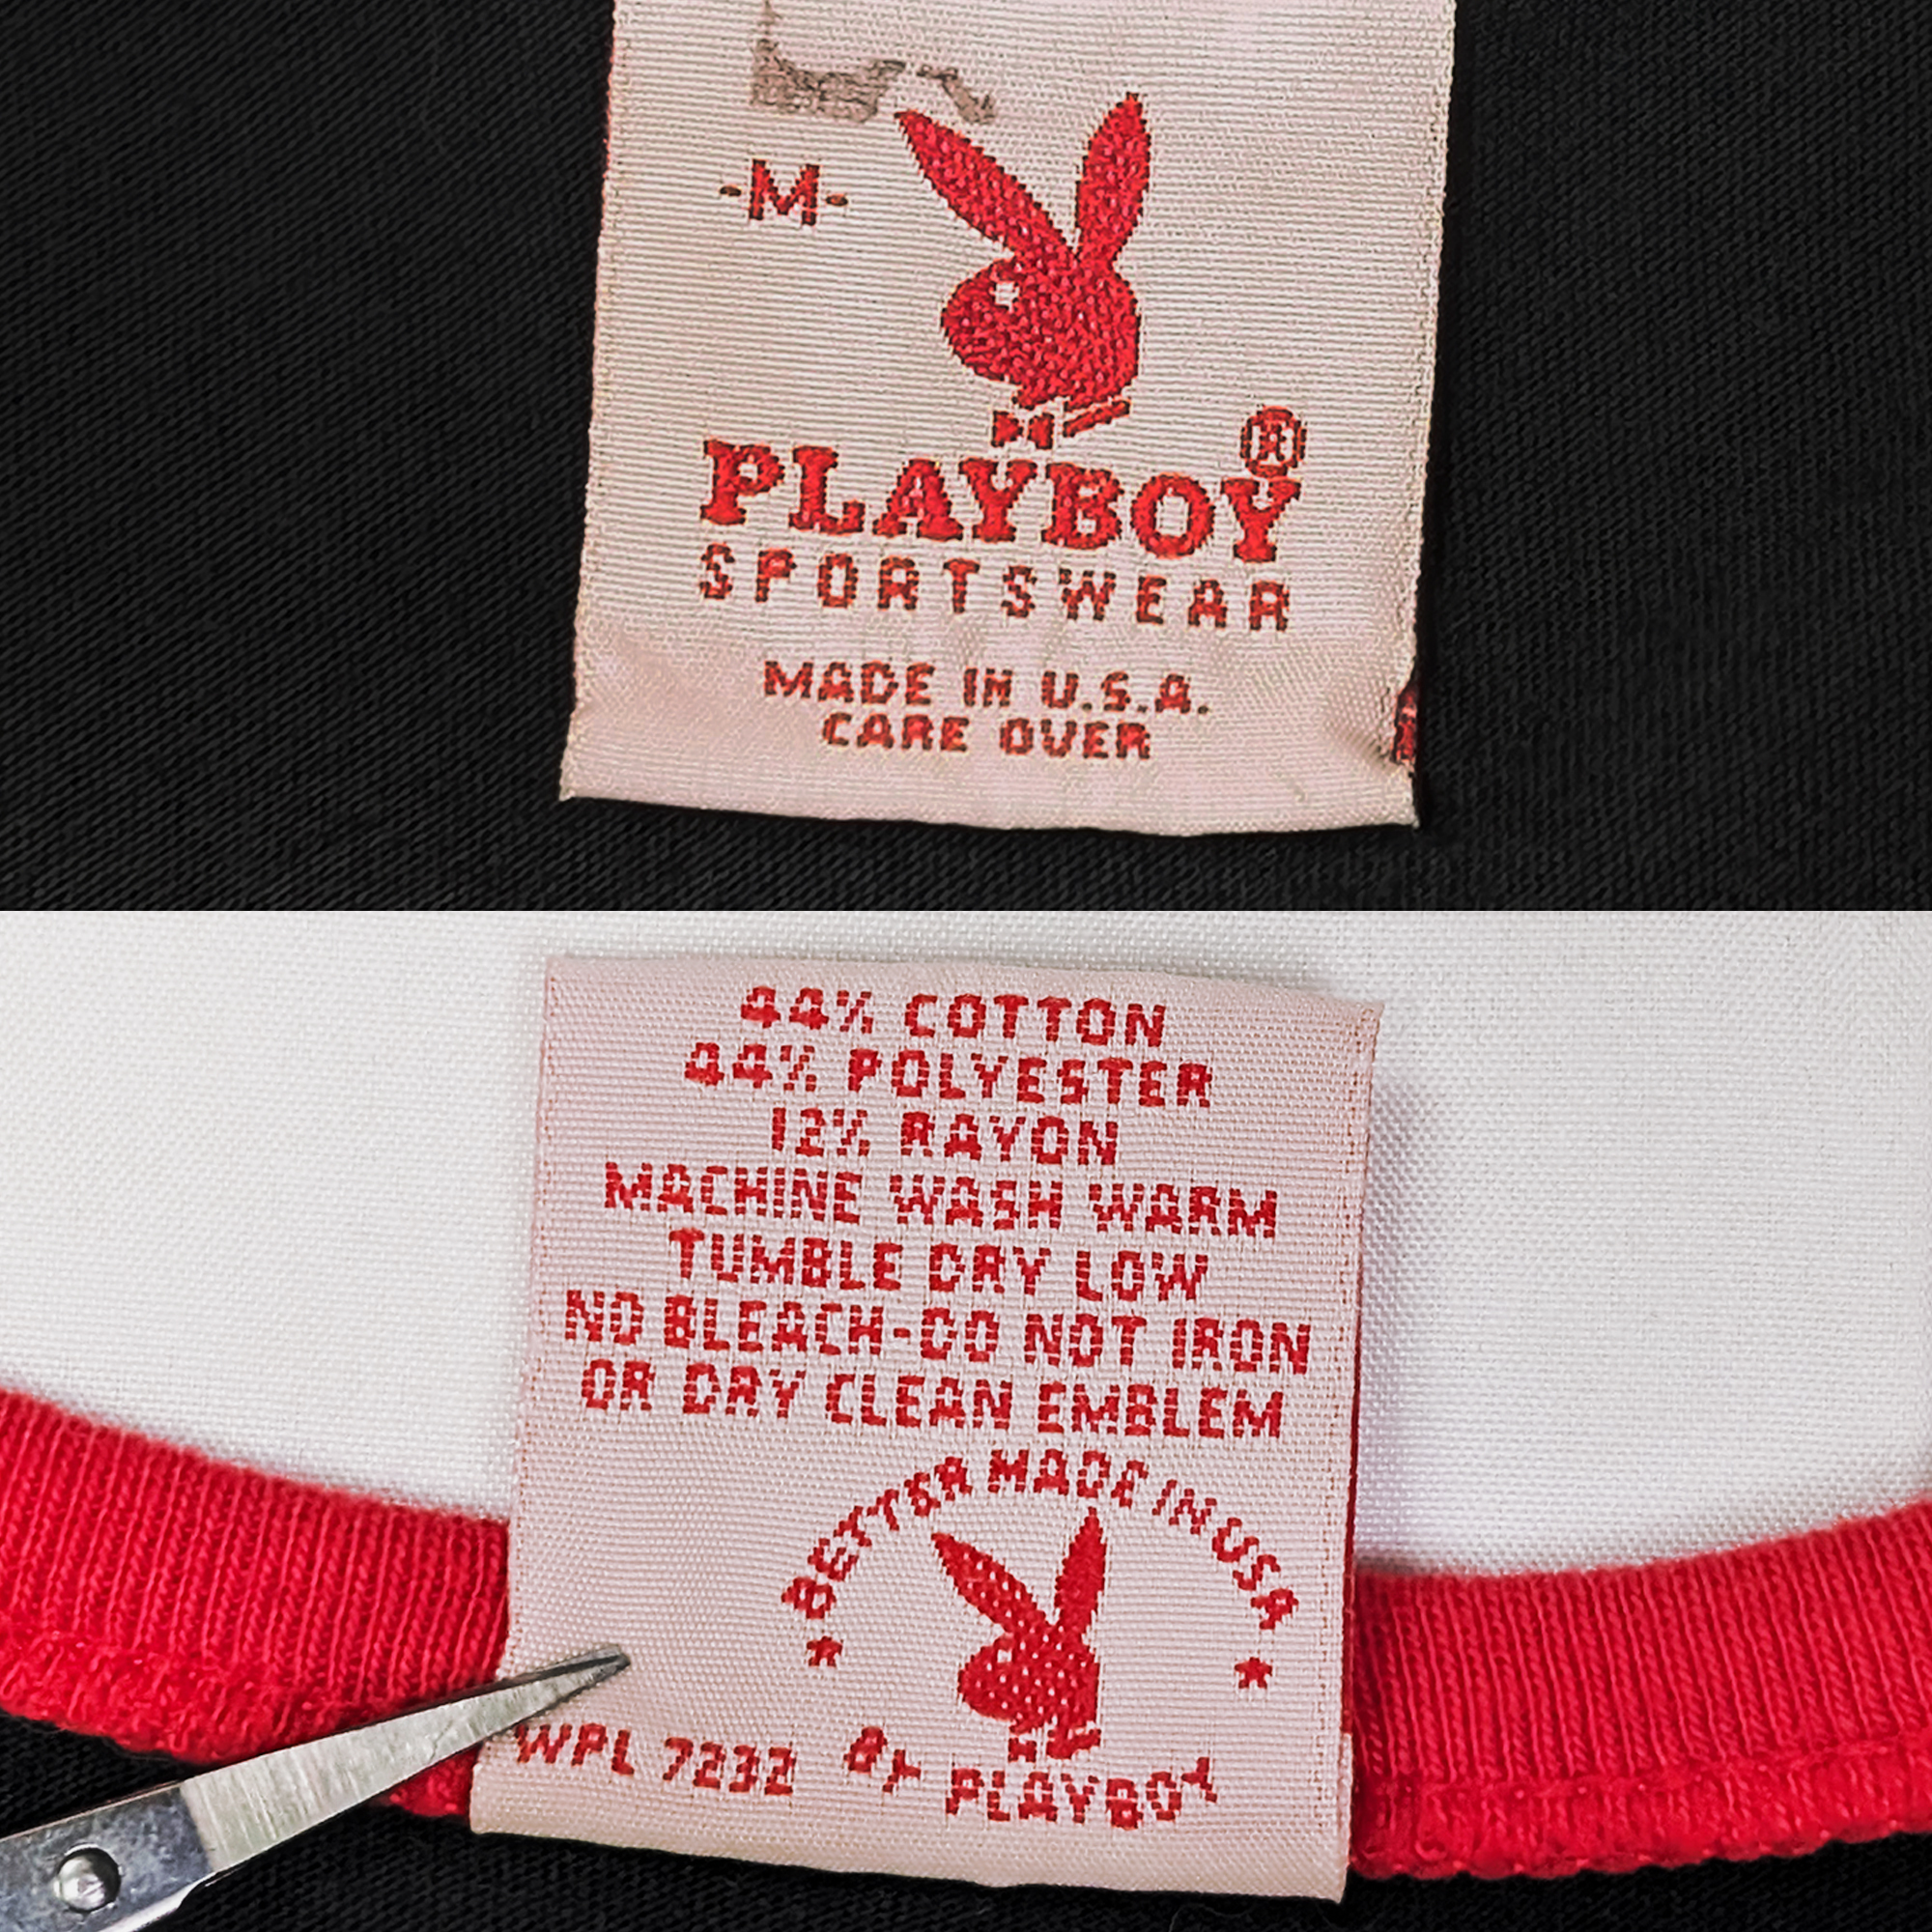 -M-
PLAYBOY®
SPORTSWEAR
MADE IN U.S.A.
CARE OVER
44% COTTON
44% POLYESTER
12% RAYON
MACHINE WASH WARM
TUMBLE DRY LOW
NO BLEACH-DO NOT IRON
OR DRY CLEAN EMBLEM
★ BETTER MADE IN USA ★
WPL 7232 By PLAYBOY